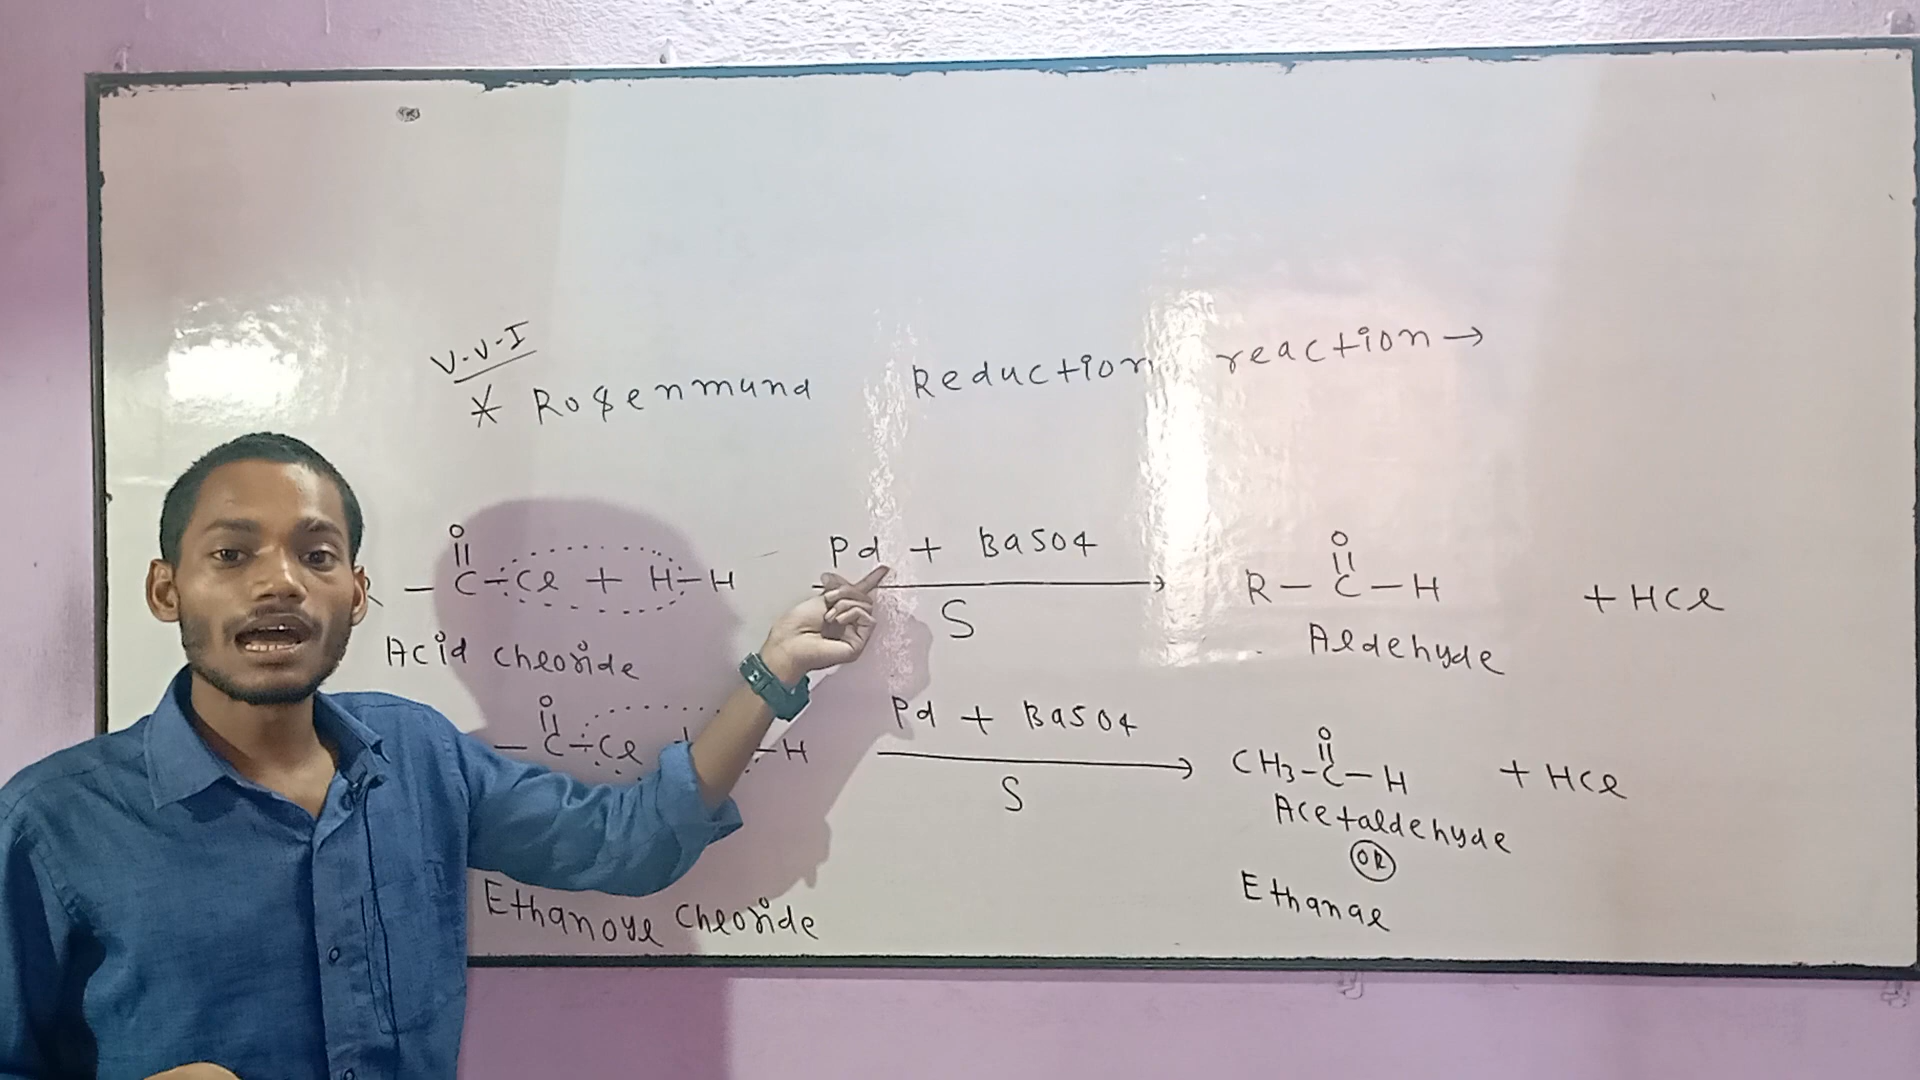 V.V.I
* Rosenmund Reduction reaction →
O O
|| Pd + BaSO4 ||
— C — Cl + H — H ⟶ R — C — H + HCl
S
Acid Chloride Aldehyde
O O
|| Pd + BaSO4 ||
— C — Cl + — H ⟶ CH3 — C — H + HCl
S
Acetaldehyde
OR
Ethanoyl Chloride Ethanal